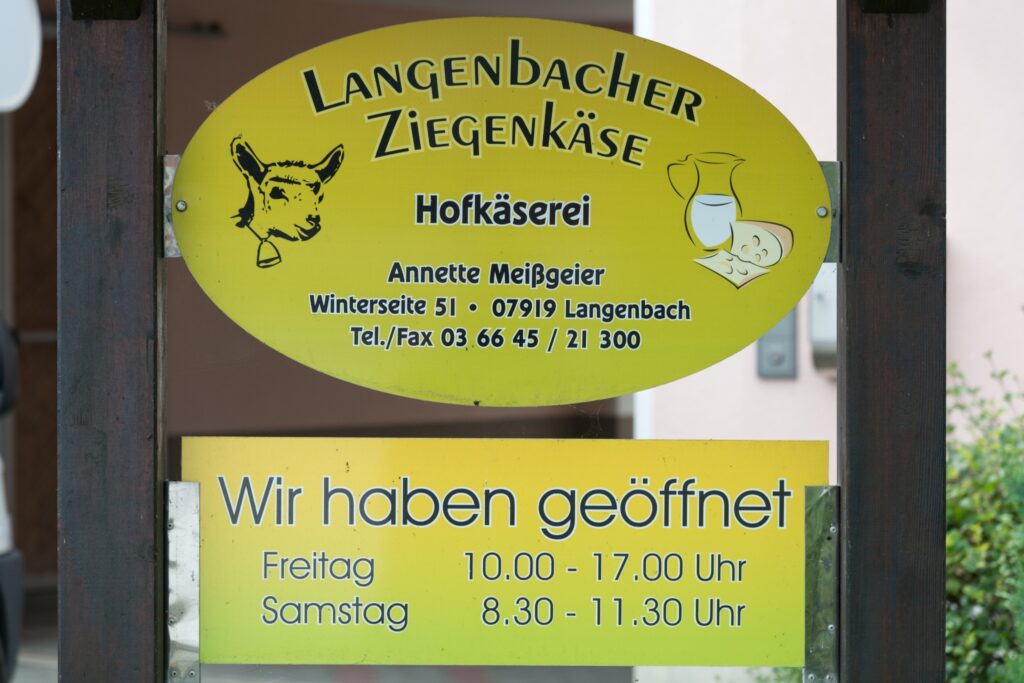 Langenbacher
Ziegenkäse
Hofkäserei
Annette Meißgeier
Winterseite 51 • 07919 Langenbach
Tel./Fax 03 66 45 / 21 300
Wir haben geöffnet
Freitag 10.00 - 17.00 Uhr
Samstag 8.30 - 11.30 Uhr